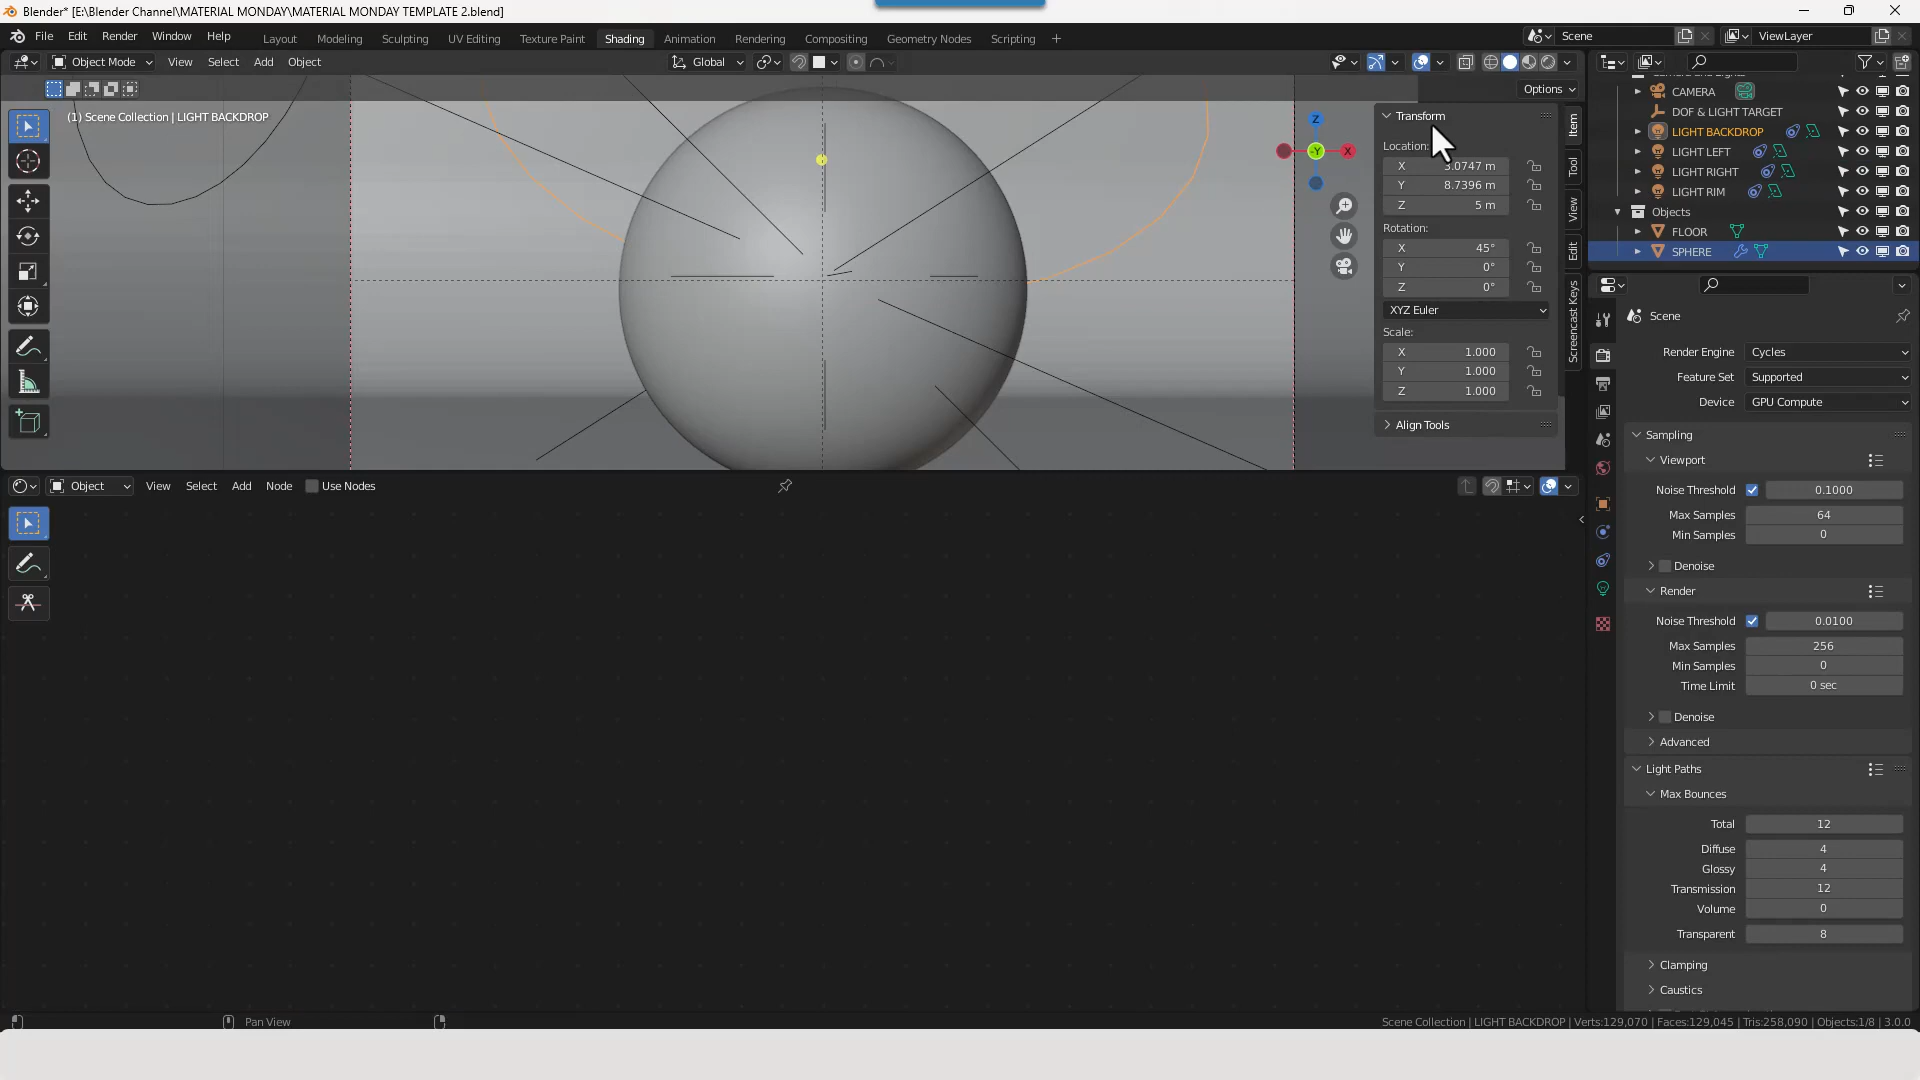 Blender* [E:\Blender Channel\MATERIAL MONDAY\MATERIAL MONDAY TEMPLATE 2.blend]
File Edit Render Window Help Layout Modeling Sculpting UV Editing Texture Paint Shading Animation Rendering Compositing Geometry Nodes Scripting + Scene ViewLayer
Object Mode View Select Add Object Global
Options
(1) Scene Collection | LIGHT BACKDROP
Z
X
-Y
Transform
Location:
X 3.0747 m
Y 8.7396 m
Z 5 m
Rotation:
X 45°
Y 0°
Z 0°
XYZ Euler
Scale:
X 1.000
Y 1.000
Z 1.000
Align Tools
Item
Tool
View
Edit
Screencast Keys
CAMERA
DOF & LIGHT TARGET
LIGHT BACKDROP
LIGHT LEFT
LIGHT RIGHT
LIGHT RIM
Objects
FLOOR
SPHERE
Scene
Render Engine Cycles
Feature Set Supported
Device GPU Compute
Sampling
Viewport
Noise Threshold 0.1000
Max Samples 64
Min Samples 0
Denoise
Render
Noise Threshold 0.0100
Max Samples 256
Min Samples 0
Time Limit 0 sec
Denoise
Advanced
Light Paths
Max Bounces
Total 12
Diffuse 4
Glossy 4
Transmission 12
Volume 0
Transparent 8
Clamping
Caustics
Object View Select Add Node Use Nodes
Pan View
Scene Collection | LIGHT BACKDROP | Verts:129,070 | Faces:129,045 | Tris:258,090 | Objects:1/8 | 3.0.0